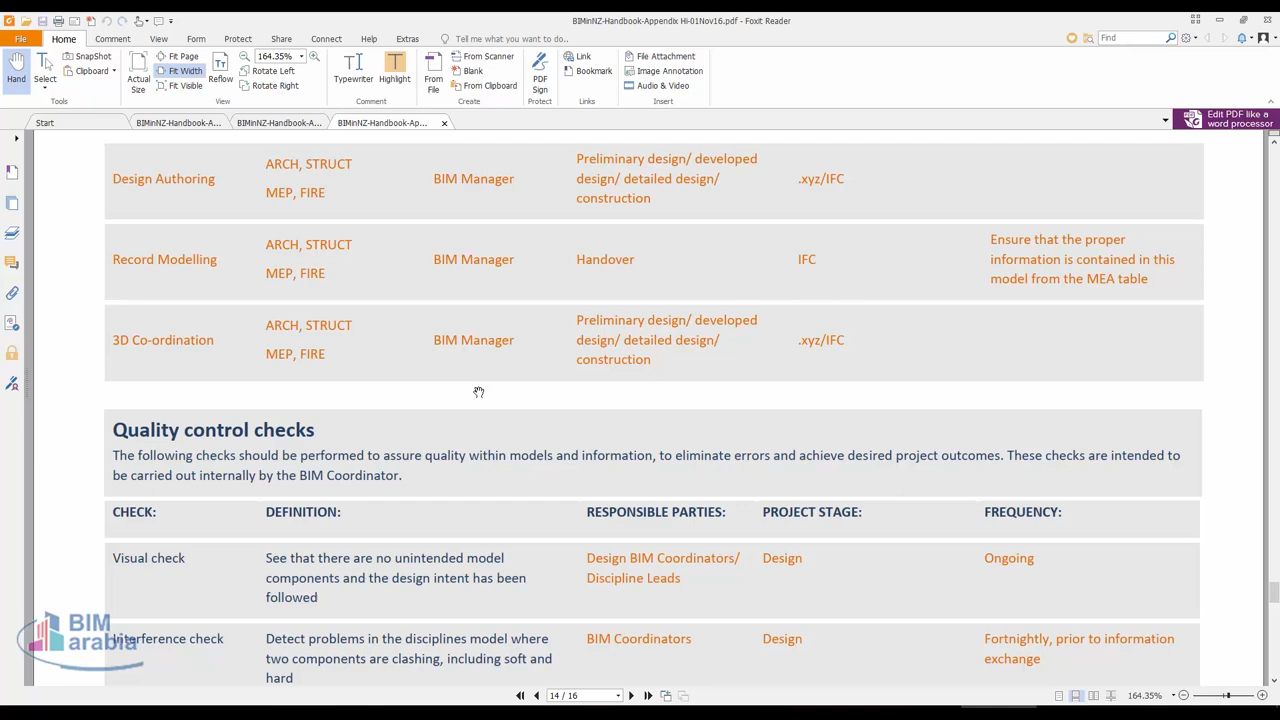 BIMinNZ-Handbook-Appendix Hi-01Nov16.pdf - Foxit Reader
File Home Comment View Form Protect Share Connect Help Extras Tell me what you want to do... Find
Hand
Select
SnapShot
Clipboard
Tools
Actual Size
Fit Page
Fit Width
Fit Visible
Reflow
164.35%
Rotate Left
Rotate Right
View
Typewriter
Highlight
Comment
From File
From Scanner
Blank
From Clipboard
Create
PDF Sign
Protect
Link
Bookmark
Links
File Attachment
Image Annotation
Audio & Video
Insert
Start BIMinNZ-Handbook-A... BIMinNZ-Handbook-A... BIMinNZ-Handbook-Ap...
Edit PDF like a
word processor
Design Authoring
ARCH, STRUCT
MEP, FIRE
BIM Manager
Preliminary design/ developed
design/ detailed design/
construction
.xyz/IFC
Record Modelling
ARCH, STRUCT
MEP, FIRE
BIM Manager
Handover
IFC
Ensure that the proper
information is contained in this
model from the MEA table
3D Co-ordination
ARCH, STRUCT
MEP, FIRE
BIM Manager
Preliminary design/ developed
design/ detailed design/
construction
.xyz/IFC
Quality control checks
The following checks should be performed to assure quality within models and information, to eliminate errors and achieve desired project outcomes. These checks are intended to
be carried out internally by the BIM Coordinator.
CHECK: DEFINITION: RESPONSIBLE PARTIES: PROJECT STAGE: FREQUENCY:
Visual check
See that there are no unintended model
components and the design intent has been
followed
Design BIM Coordinators/
Discipline Leads
Design
Ongoing
Interference check
Detect problems in the disciplines model where
two components are clashing, including soft and
hard
BIM Coordinators
Design
Fortnightly, prior to information
exchange
BIM
arabia
14 / 16
164.35%